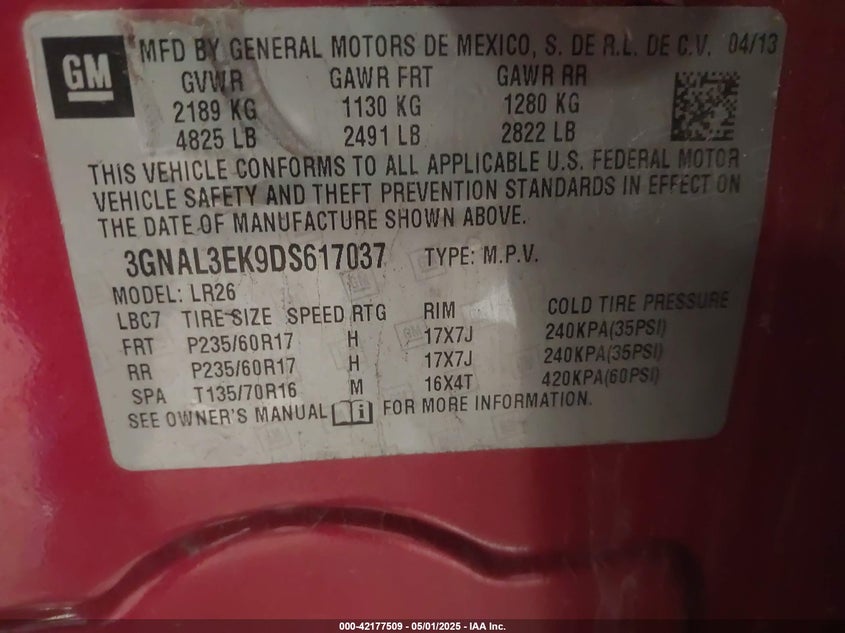 GM
MFD BY GENERAL MOTORS DE MEXICO, S. DE R.L. DE C.V. 04/13
GVWR GAWR FRT GAWR RR
2189 KG 1130 KG 1280 KG
4825 LB 2491 LB 2822 LB
THIS VEHICLE CONFORMS TO ALL APPLICABLE U.S. FEDERAL MOTOR
VEHICLE SAFETY AND THEFT PREVENTION STANDARDS IN EFFECT ON
THE DATE OF MANUFACTURE SHOWN ABOVE.
3GNAL3EK9DS617037 TYPE: M.P.V.
MODEL: LR26
LBC7 TIRE SIZE SPEED RTG RIM COLD TIRE PRESSURE
FRT P235/60R17 H 17X7J 240KPA(35PSI)
RR P235/60R17 H 17X7J 240KPA(35PSI)
SPA T135/70R16 M 16X4T 420KPA(60PSI)
SEE OWNER'S MANUAL FOR MORE INFORMATION.
000-42177509 - 05/01/2025 - IAA Inc.